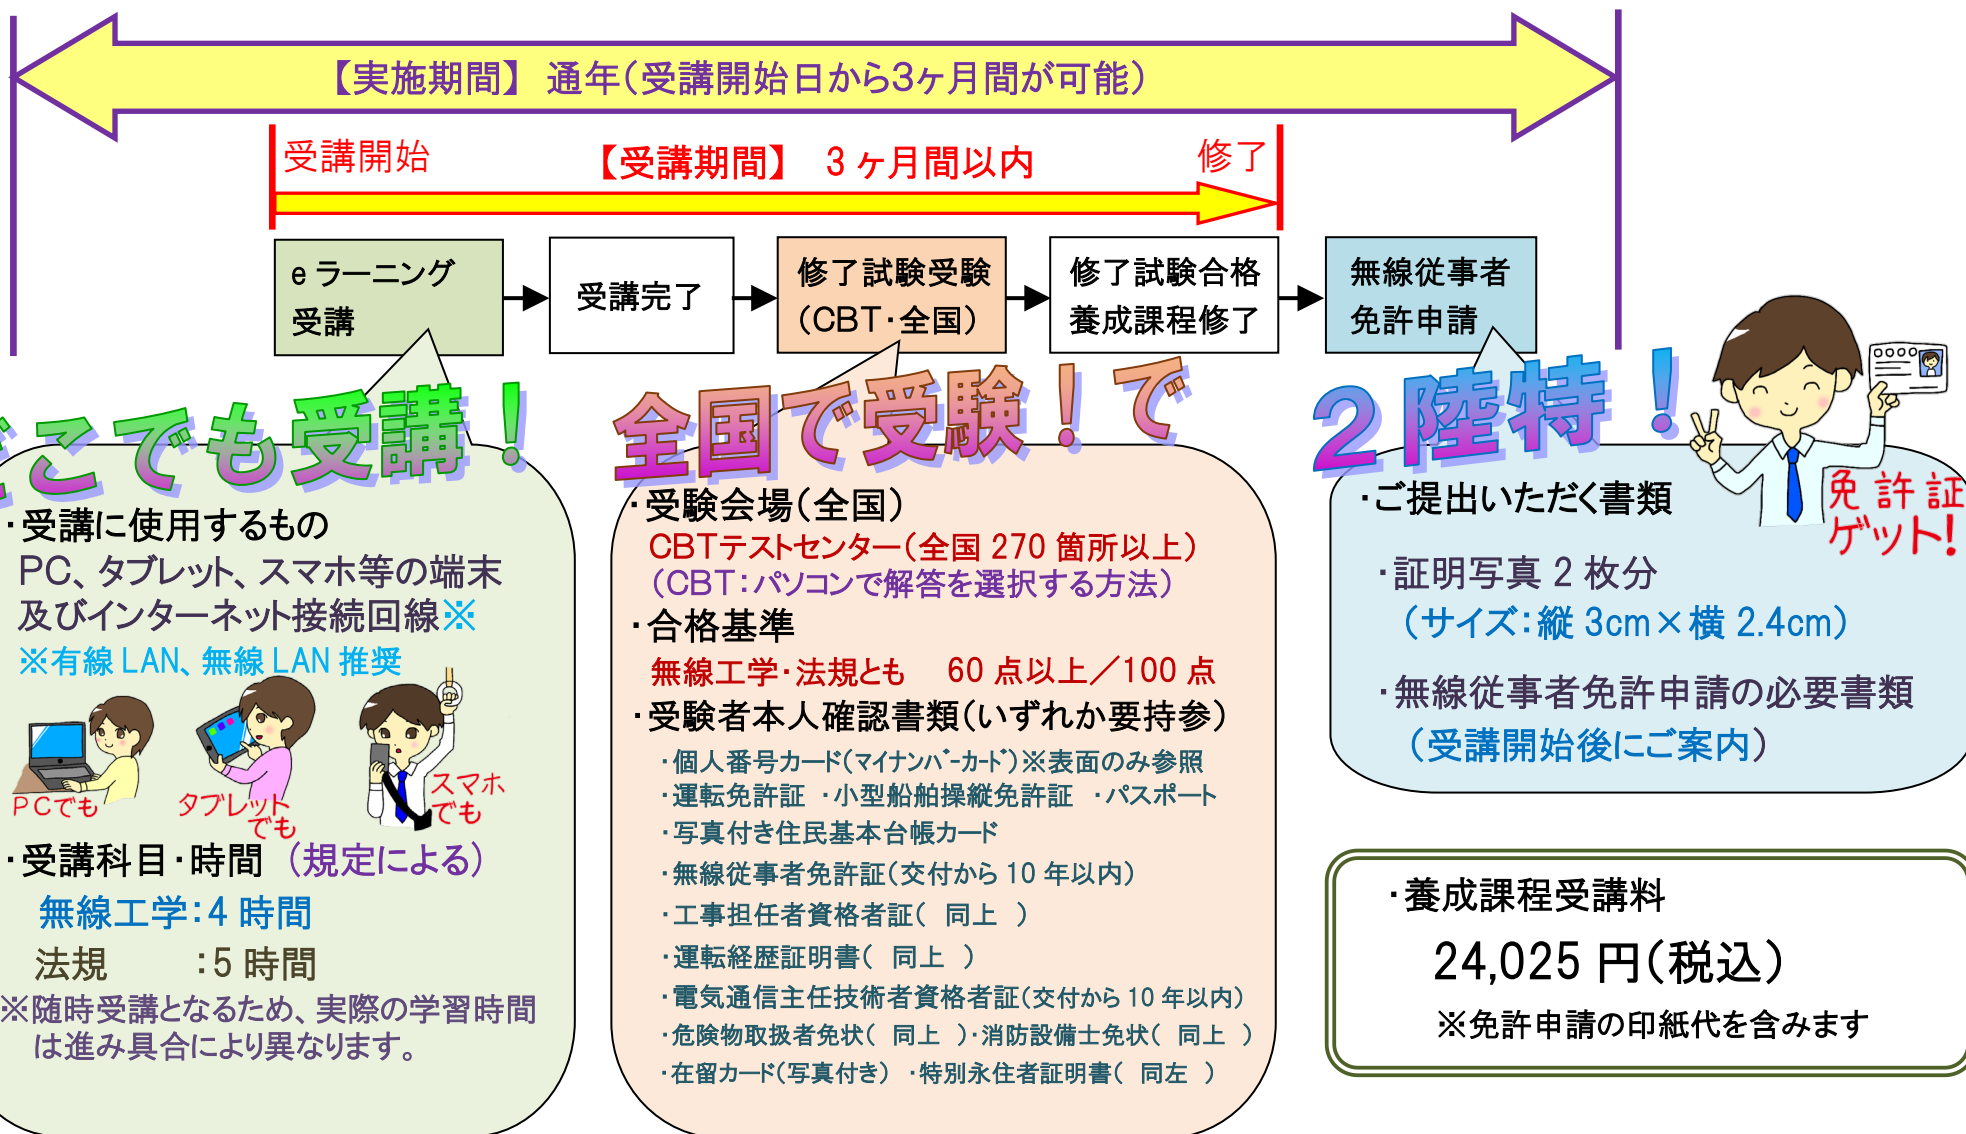 【実施期間】 通年(受講開始日から3ヶ月間が可能)
受講開始 【受講期間】 3ヶ月間以内 修了
e ラーニング
受講
受講完了
修了試験受験
(CBT・全国)
修了試験合格
養成課程修了
無線従事者
免許申請
どこでも受講！
・受講に使用するもの
PC、タブレット、スマホ等の端末
及びインターネット接続回線※
※有線 LAN、無線 LAN 推奨
PCでも
タブレット
でも
スマホ
でも
・受講科目・時間 (規定による)
無線工学：4 時間
法規 ：5 時間
※随時受講となるため、実際の学習時間
は進み具合により異なります。
全国で受験！で
・受験会場(全国)
CBTテストセンター(全国 270 箇所以上)
(CBT：パソコンで解答を選択する方法)
・合格基準
無線工学・法規とも 60 点以上／100 点
・受験者本人確認書類(いずれか要持参)
・個人番号カード(マイナンバーカード)※表面のみ参照
・運転免許証 ・小型船舶操縦免許証 ・パスポート
・写真付き住民基本台帳カード
・無線従事者免許証(交付から 10 年以内)
・工事担任者資格者証( 同上 )
・運転経歴証明書( 同上 )
・電気通信主任技術者資格者証(交付から 10 年以内)
・危険物取扱者免状( 同上 )・消防設備士免状( 同上 )
・在留カード(写真付き) ・特別永住者証明書( 同左 )
２陸特！
免許証
ゲット!
・ご提出いただく書類
・証明写真 2 枚分
(サイズ：縦 3cm×横 2.4cm)
・無線従事者免許申請の必要書類
(受講開始後にご案内)
・養成課程受講料
24,025 円(税込)
※免許申請の印紙代を含みます